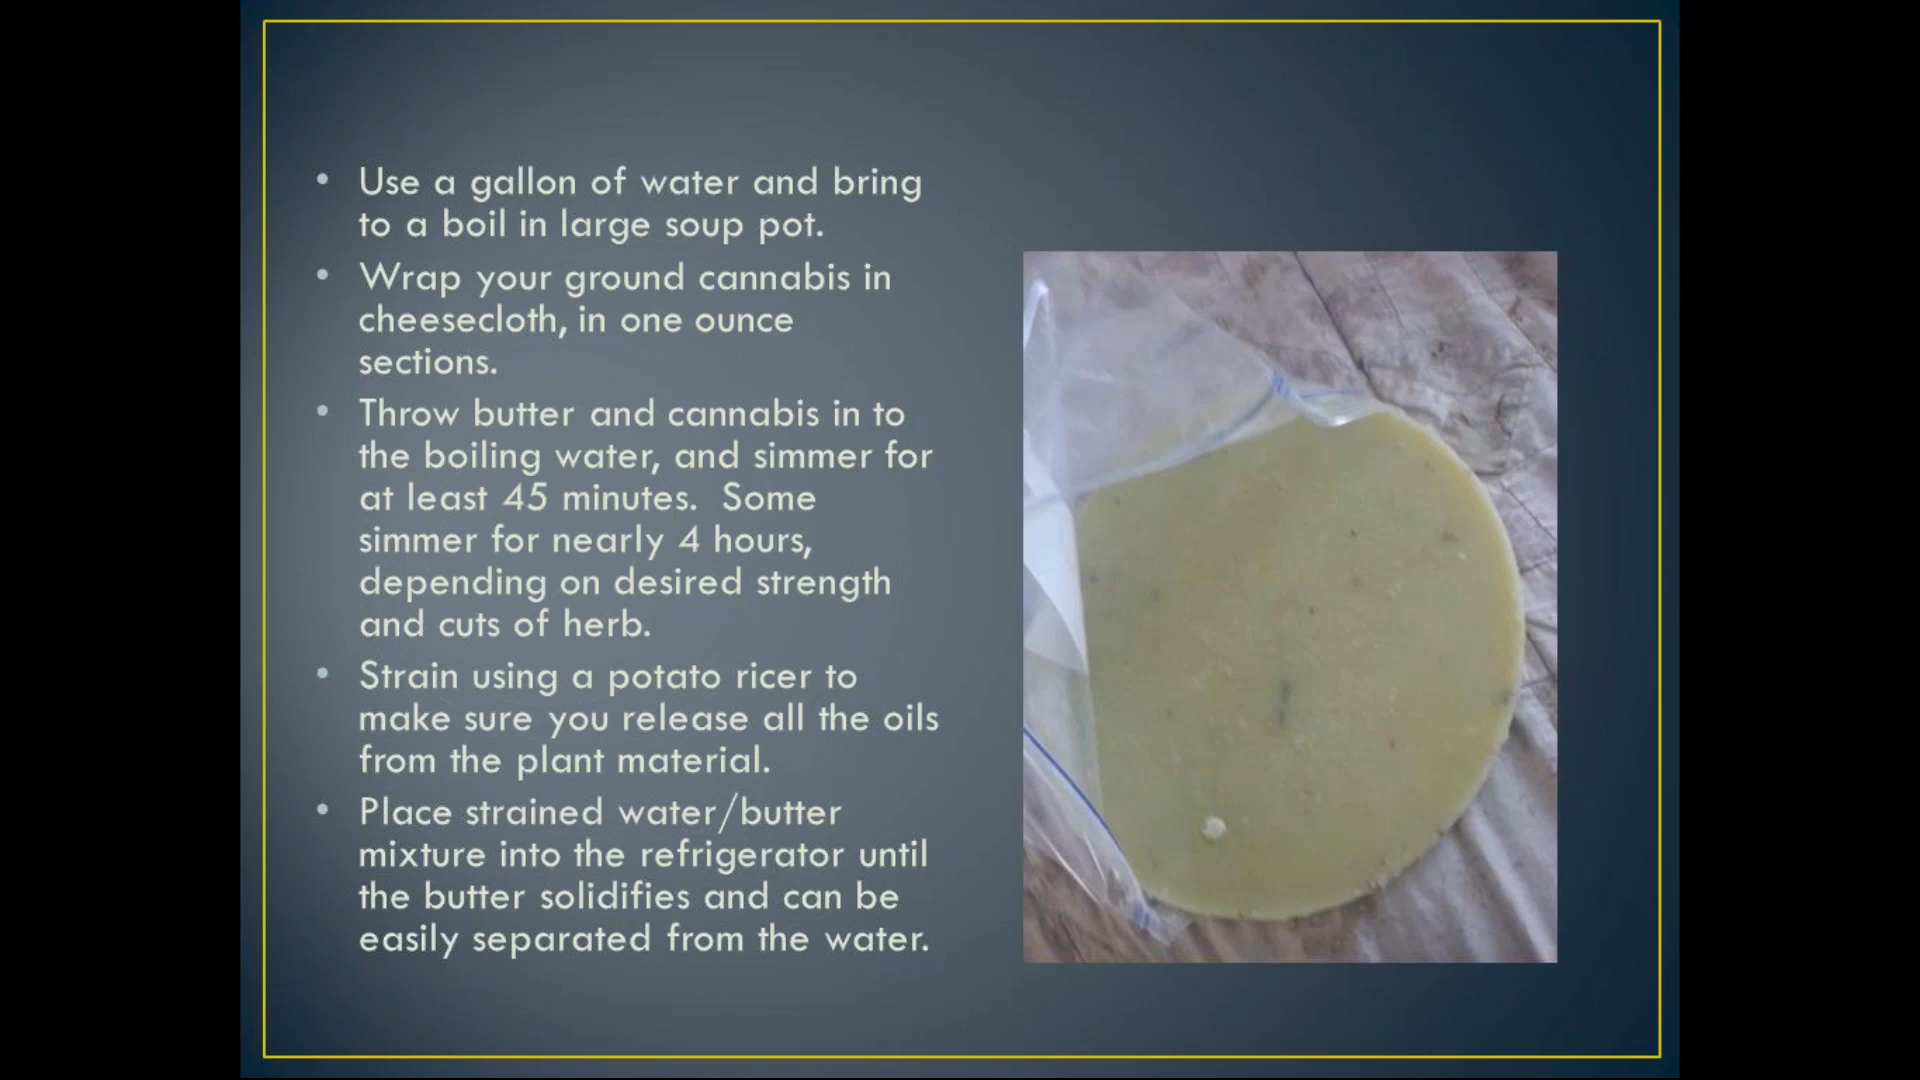 • Use a gallon of water and bring
to a boil in large soup pot.
• Wrap your ground cannabis in
cheesecloth, in one ounce
sections.
• Throw butter and cannabis in to
the boiling water, and simmer for
at least 45 minutes.  Some
simmer for nearly 4 hours,
depending on desired strength
and cuts of herb.
• Strain using a potato ricer to
make sure you release all the oils
from the plant material.
• Place strained water/butter
mixture into the refrigerator until
the butter solidifies and can be
easily separated from the water.